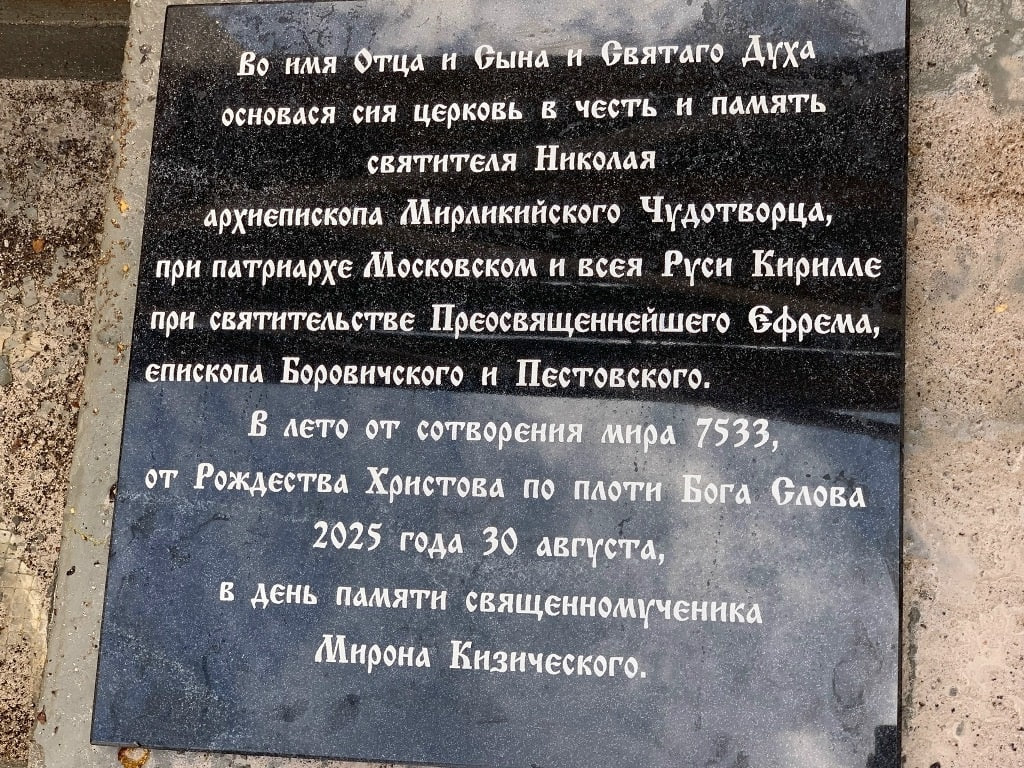 Во имя Отца и Сына и Святаго Духа
основася сия церковь в честь и память
святителя Николая
архиепископа Мирликийского Чудотворца,
при патриархе Московском и всея Руси Кирилле
при святительстве Преосвященнейшего Ефрема,
епископа Боровичского и Пестовского.
В лето от сотворения мира 7533,
от Рождества Христова по плоти Бога Слова
2025 года 30 августа,
в день памяти священномученика
Мирона Кизического.